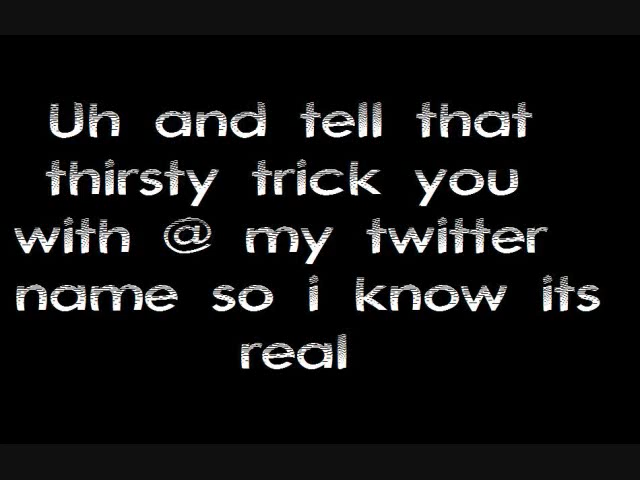 Uh and tell that
thirsty trick you
with @ my twitter
name so i know its
real